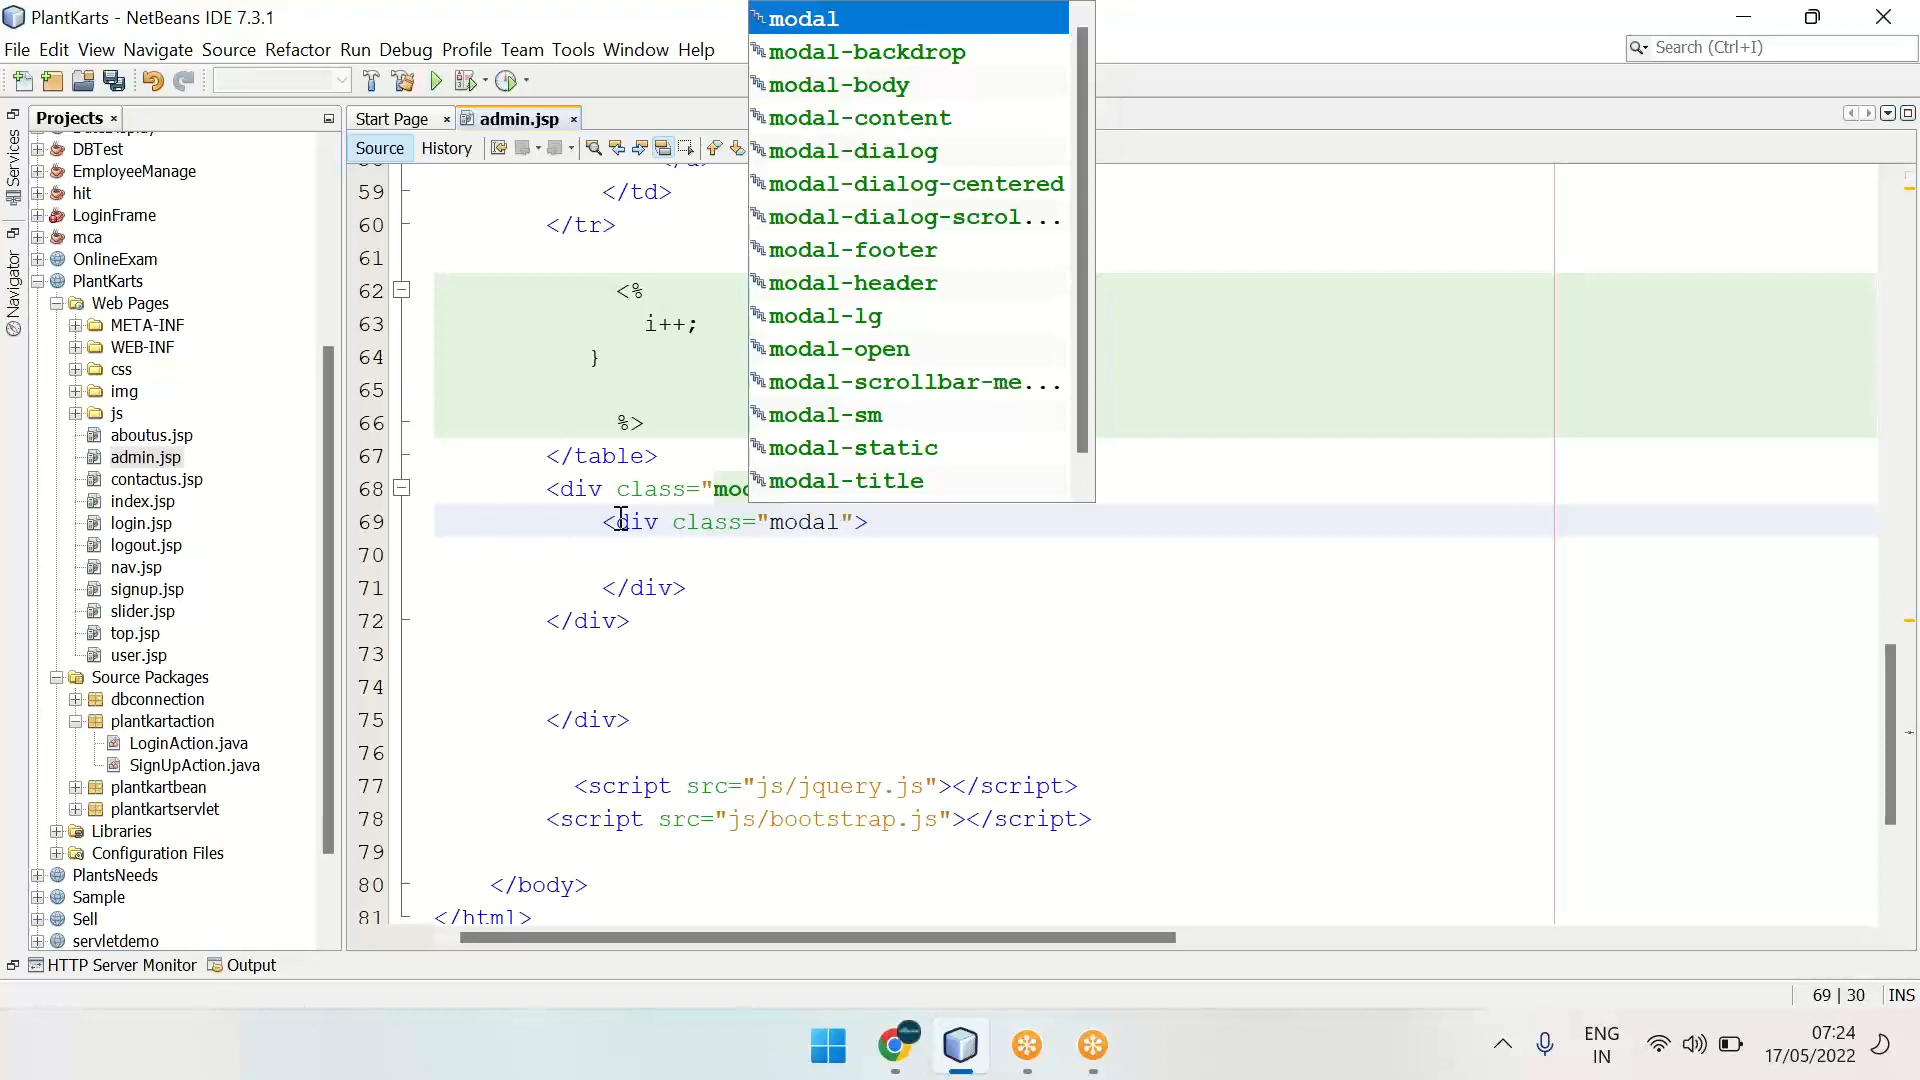 PlantKarts - NetBeans IDE 7.3.1
File Edit View Navigate Source Refactor Run Debug Profile Team Tools Window Help
Search (Ctrl+I)
Projects
Start Page
admin.jsp
Source
History
Services
Navigator
DBTest
EmployeeManage
hit
LoginFrame
mca
OnlineExam
PlantKarts
Web Pages
META-INF
WEB-INF
css
img
js
aboutus.jsp
admin.jsp
contactus.jsp
index.jsp
login.jsp
logout.jsp
nav.jsp
signup.jsp
slider.jsp
top.jsp
user.jsp
Source Packages
dbconnection
plantkartaction
LoginAction.java
SignUpAction.java
plantkartbean
plantkartservlet
Libraries
Configuration Files
PlantsNeeds
Sample
Sell
servletdemo
modal
modal-backdrop
modal-body
modal-content
modal-dialog
modal-dialog-centered
modal-dialog-scrol...
modal-footer
modal-header
modal-lg
modal-open
modal-scrollbar-me...
modal-sm
modal-static
modal-title
59 </td>
60 </tr>
61
62 <%
63 i++;
64 }
65
66 %>
67 </table>
68 <div class="mod
69 <div class="modal">
70
71 </div>
72 </div>
73
74
75 </div>
76
77 <script src="js/jquery.js"></script>
78 <script src="js/bootstrap.js"></script>
79
80 </body>
81 </html>
HTTP Server Monitor
Output
69 | 30
INS
ENG
IN
07:24
17/05/2022